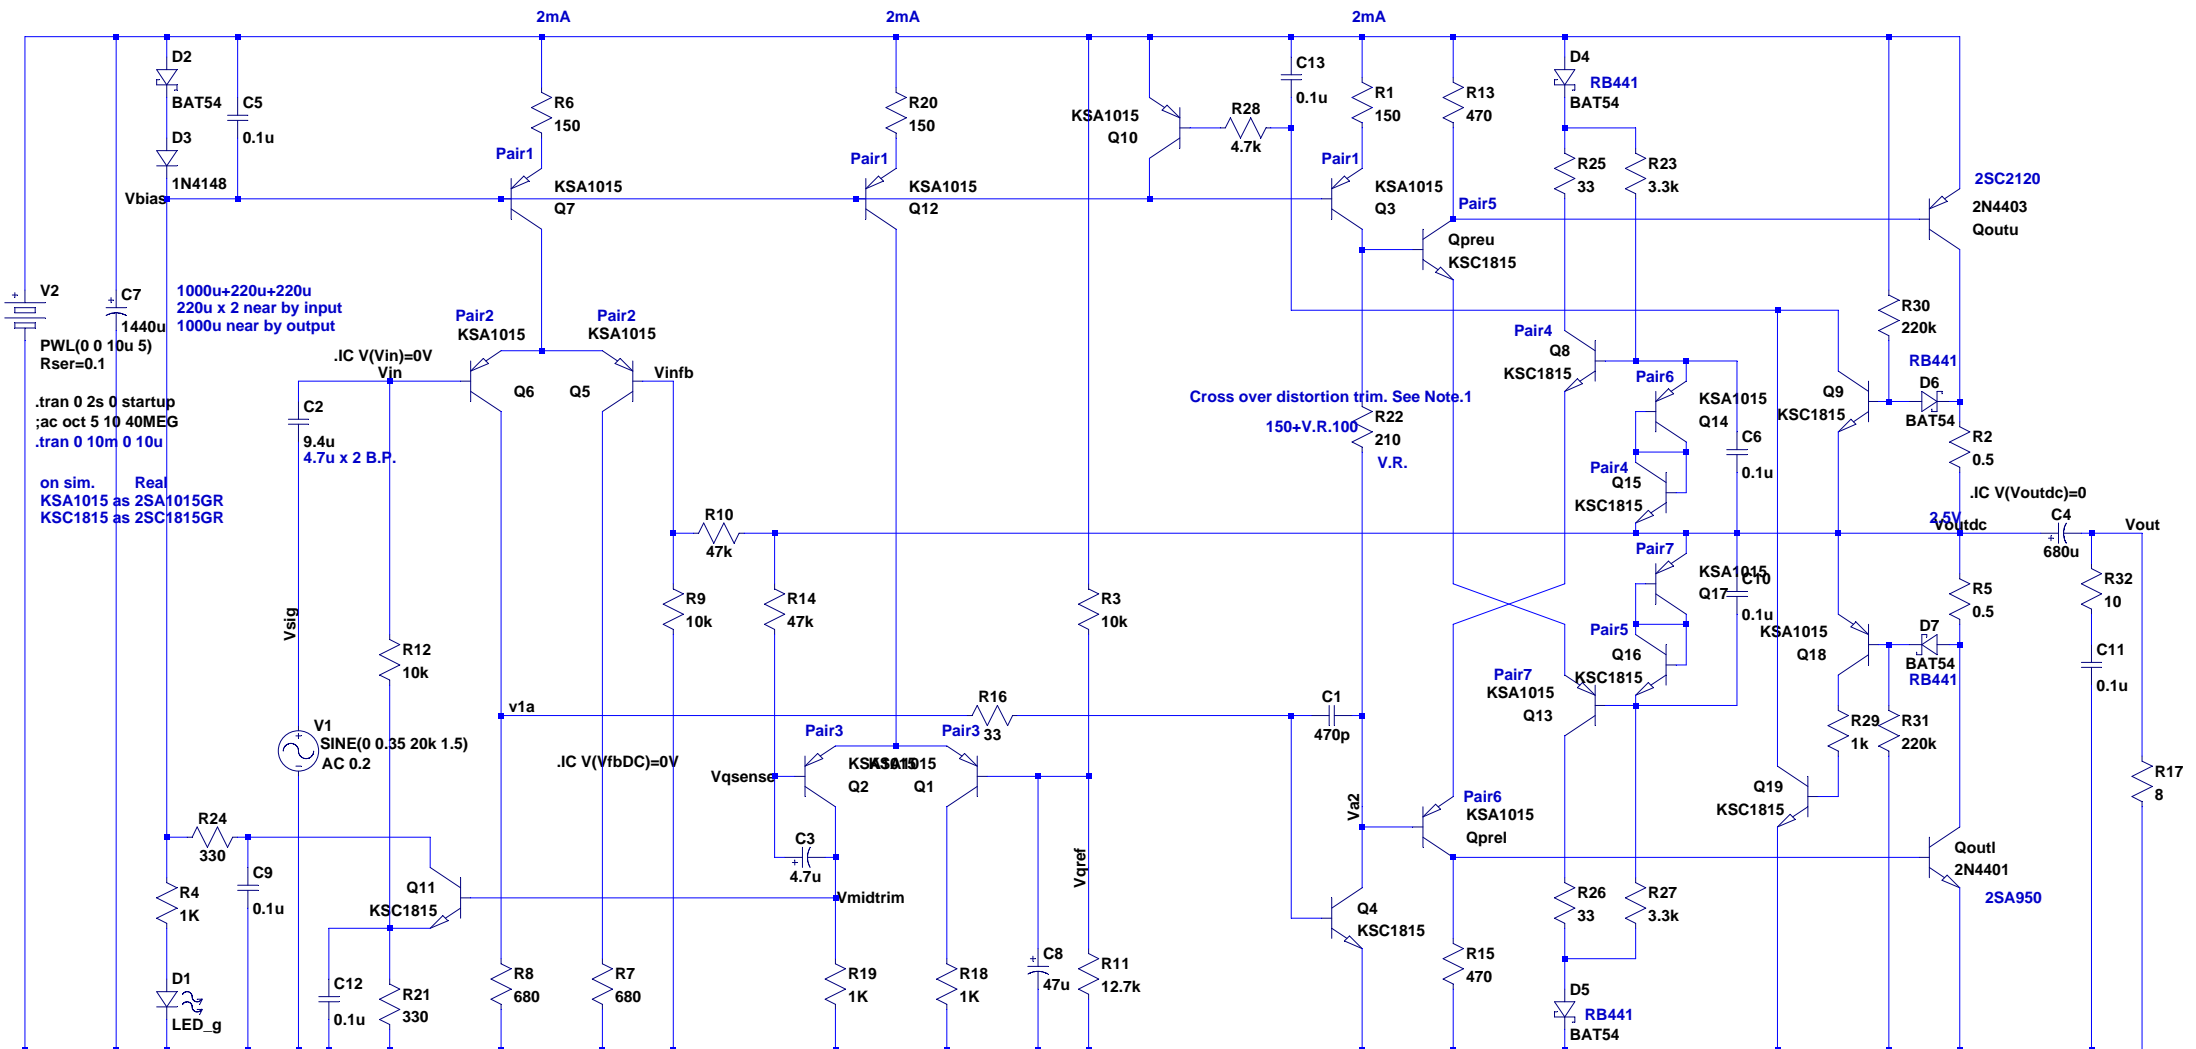 2mA
2mA
2mA
D2
BAT54
D3
1N4148
Vbias
C5
0.1u
R6
150
Pair1
KSA1015
Q7
R20
150
Pair1
KSA1015
Q12
KSA1015
Q10
R28
4.7k
C13
0.1u
R1
150
Pair1
KSA1015
Q3
R13
470
Pair5
Qpreu
KSC1815
D4
RB441
BAT54
R25
33
R23
3.3k
2SC2120
2N4403
Qoutu
V2
PWL(0 0 10u 5)
Rser=0.1
C7
1440u
1000u+220u+220u
220u x 2 near by input
1000u near by output
.tran 0 2s 0 startup
;ac oct 5 10 40MEG
.tran 0 10m 0 10u
on sim. Real
KSA1015 as 2SA1015GR
KSC1815 as 2SC1815GR
.IC V(Vin)=0V
Vin
C2
9.4u
4.7u x 2 B.P.
Pair2
KSA1015
Q6
Pair2
KSA1015
Q5
Vinfb
Cross over distortion trim. See Note.1
150+V.R.100
R22
210
V.R.
Pair4
Q8
KSC1815
Pair6
KSA1015
Q14
Pair4
Q15
KSC1815
C6
0.1u
Q9
KSC1815
R30
220k
RB441
D6
BAT54
R2
0.5
.IC V(Voutdc)=0
2.5V
Voutdc
C4
680u
Vout
R10
47k
R9
10k
R14
47k
R3
10k
Vsig
R12
10k
V1
SINE(0 0.35 20k 1.5)
AC 0.2
v1a
.IC V(VfbDC)=0V
R16
33
C1
470p
Pair3
KSA1015
Q2
Pair3
KSA1015
Q1
Vqsense
C3
4.7u
Vmidtrim
Vqref
Va2
Pair7
KSA1015
Q17
C10
0.1u
Pair5
Q16
KSC1815
Pair7
KSA1015
Q13
KSA1015
Q18
D7
BAT54
RB441
R5
0.5
R32
10
C11
0.1u
R29
1k
R31
220k
Q19
KSC1815
R17
8
Pair6
KSA1015
Qprel
Qoutl
2N4401
2SA950
R24
330
C9
0.1u
R4
1K
D1
LED_g
Q11
KSC1815
C12
0.1u
R21
330
R8
680
R7
680
R19
1K
R18
1K
C8
47u
R11
12.7k
Q4
KSC1815
R15
470
R26
33
R27
3.3k
D5
RB441
BAT54